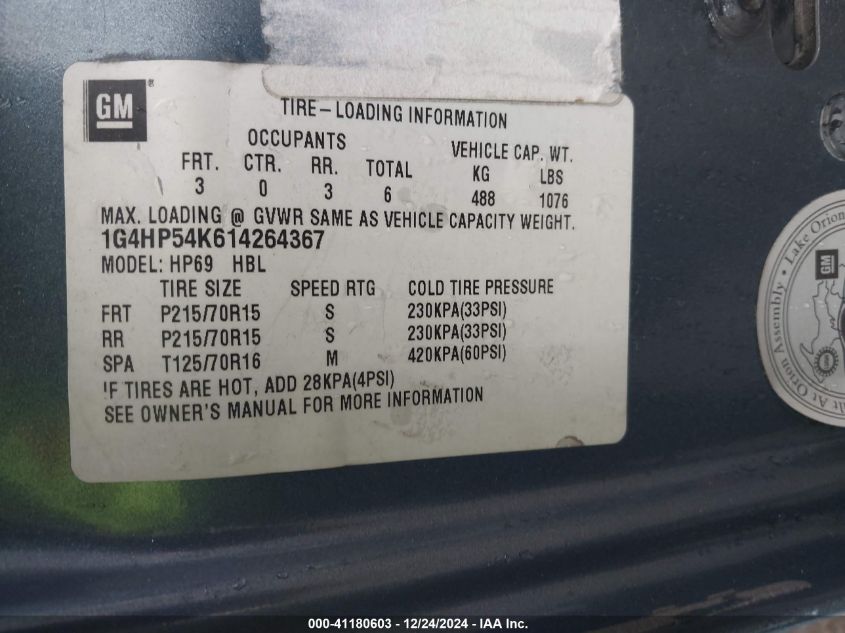 GM
TIRE-LOADING INFORMATION
OCCUPANTS VEHICLE CAP. WT.
FRT. CTR. RR. TOTAL KG LBS
3 0 3 6 488 1076
MAX. LOADING @ GVWR SAME AS VEHICLE CAPACITY WEIGHT.
1G4HP54K614264367
MODEL: HP69 HBL
TIRE SIZE SPEED RTG COLD TIRE PRESSURE
FRT P215/70R15 S 230KPA(33PSI)
RR P215/70R15 S 230KPA(33PSI)
SPA T125/70R16 M 420KPA(60PSI)
IF TIRES ARE HOT, ADD 28KPA(4PSI)
SEE OWNER'S MANUAL FOR MORE INFORMATION
At Orion Assembly • Lake Orion
GM
000-41180603 - 12/24/2024 - IAA Inc.